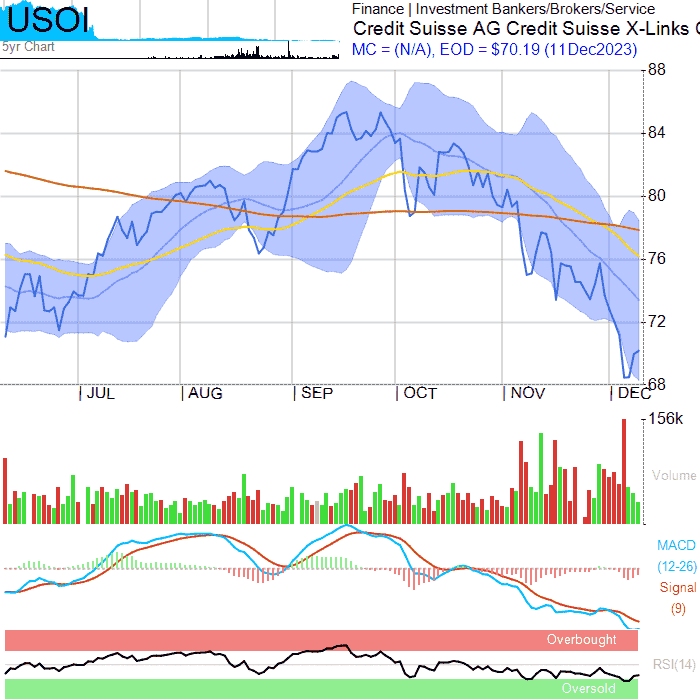 USOI
Finance | Investment Bankers/Brokers/Service
Credit Suisse AG Credit Suisse X-Links
5yr Chart
MC = (N/A), EOD = $70.19 (11Dec2023)
88
84
80
76
72
68
| JUL | AUG | SEP | OCT | NOV | DEC
156k
Volume
MACD
(12-26)
Signal
(9)
Overbought
RSI(14)
Oversold